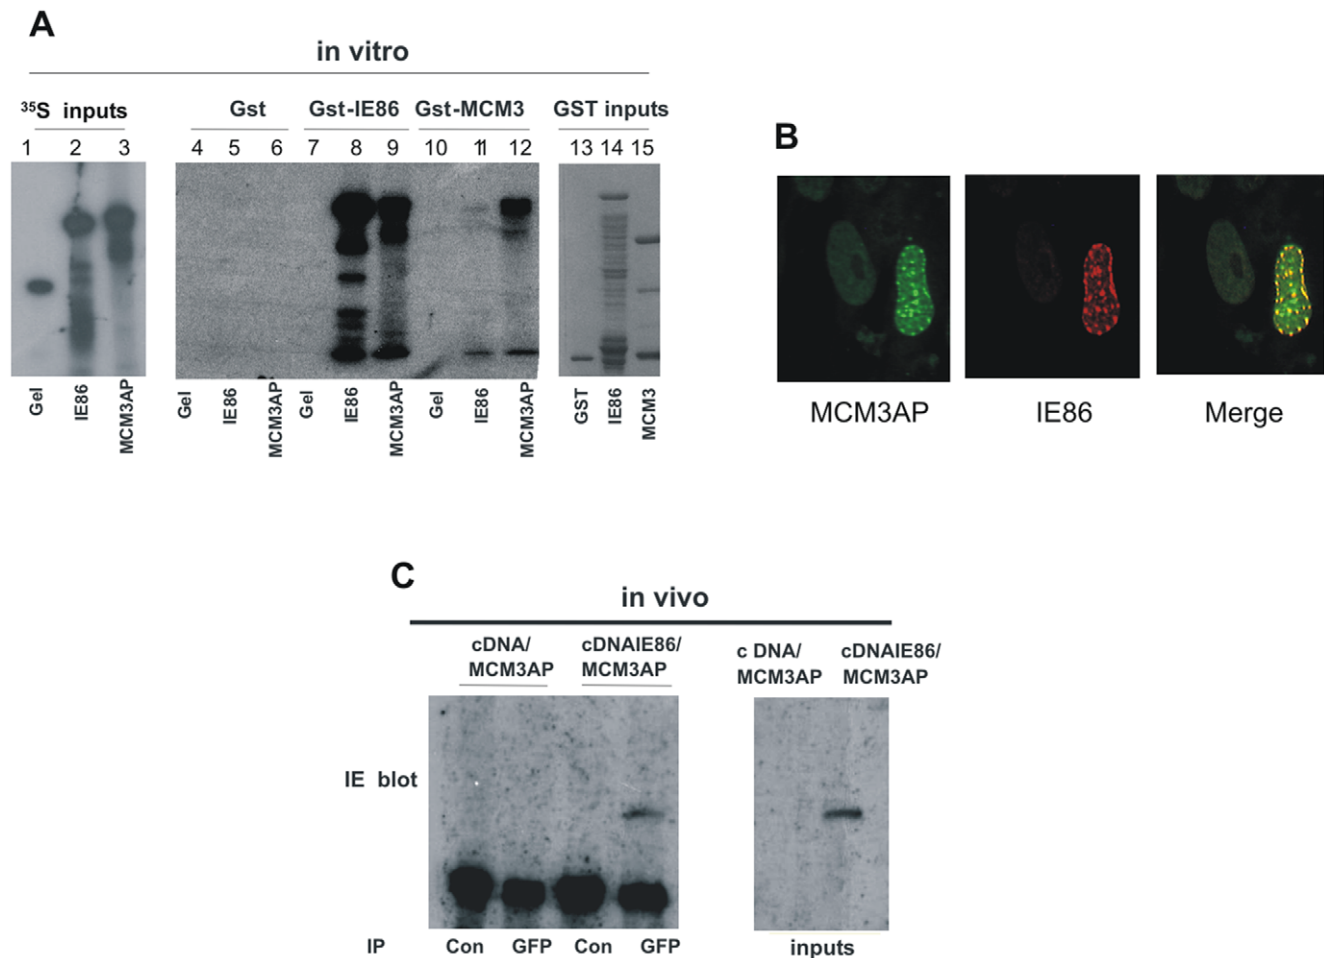 A
in vitro
35S inputs Gst Gst-IE86 Gst-MCM3 GST inputs
1 2 3 4 5 6 7 8 9 10 11 12 13 14 15
Gel IE86 MCM3AP Gel IE86 MCM3AP Gel IE86 MCM3AP Gel IE86 MCM3AP GST IE86 MCM3
B
MCM3AP IE86 Merge
C
in vivo
cDNA/ cDNAIE86/ c DNA/ cDNAIE86/
MCM3AP MCM3AP MCM3AP MCM3AP
IE blot
IP Con GFP Con GFP inputs